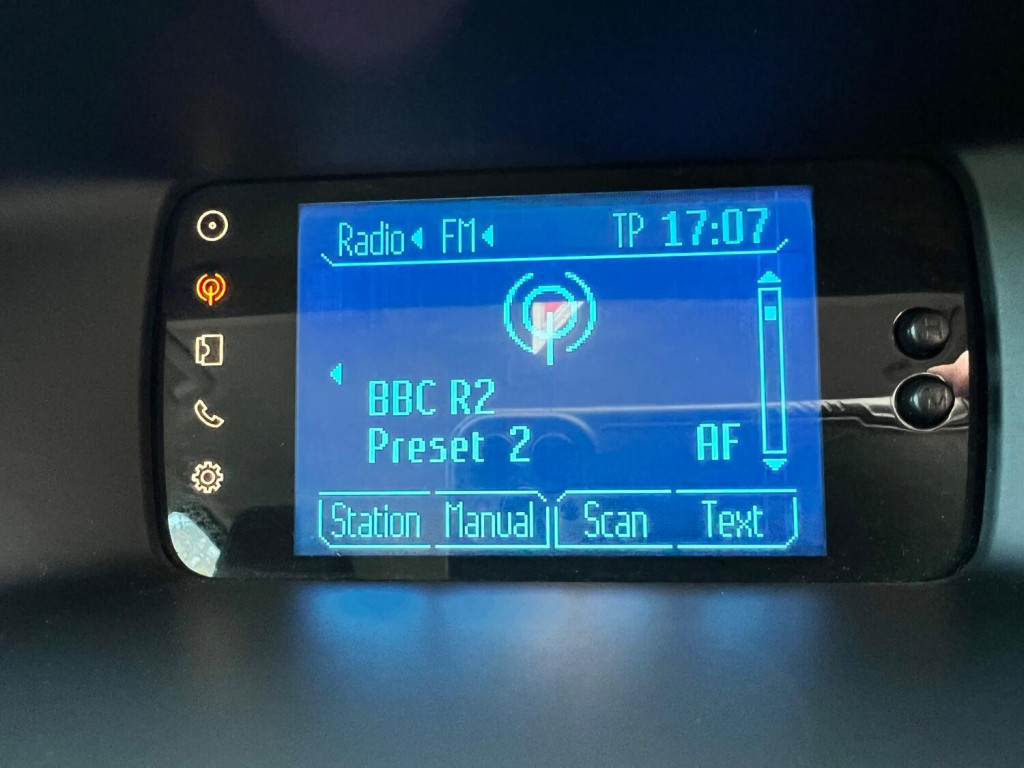 Radio FM TP 17:07
BBC R2
Preset 2 AF
Station Manual Scan Text
H
M